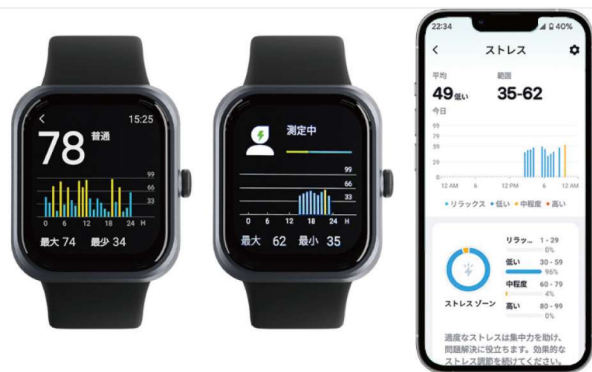 15:25
78 普通
99
66
33
0 6 12 18 24 H
最大 74 最少 34
測定中
99
66
33
0 6 12 18 24 H
最大 62 最小 35
22:34 40%
ストレス
平均 範囲
49 低い 35-62
今日
99
79
59
29
0
12 AM 6 12 PM 6 12 AM
リラックス 低い 中程度 高い
リラッ... 1 - 29
0%
低い 30 - 59
96%
中程度 60 - 79
4%
高い 80 - 99
0%
ストレス ゾーン
適度なストレスは集中力を助け、
問題解決に役立ちます。効果的な
ストレス調節を続けてください。